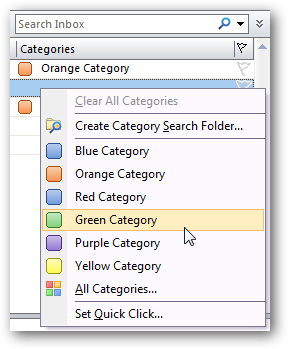 Search Inbox
Categories
Orange Category
Clear All Categories
Create Category Search Folder...
Blue Category
Orange Category
Red Category
Green Category
Purple Category
Yellow Category
All Categories...
Set Quick Click...